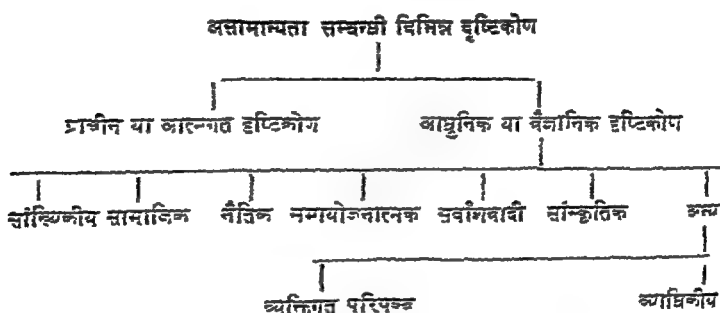 असामान्यता सम्बन्धी विभिन्न दृष्टिकोण
प्राचीन या आत्मगत दृष्टिकोण आधुनिक या वैज्ञानिक दृष्टिकोण
सांख्यिकीय सामाजिक नैतिक समायोजनात्मक सर्वांगवादी सांस्कृतिक अन्य
व्यक्तिगत परिपक्व व्याधिकीय